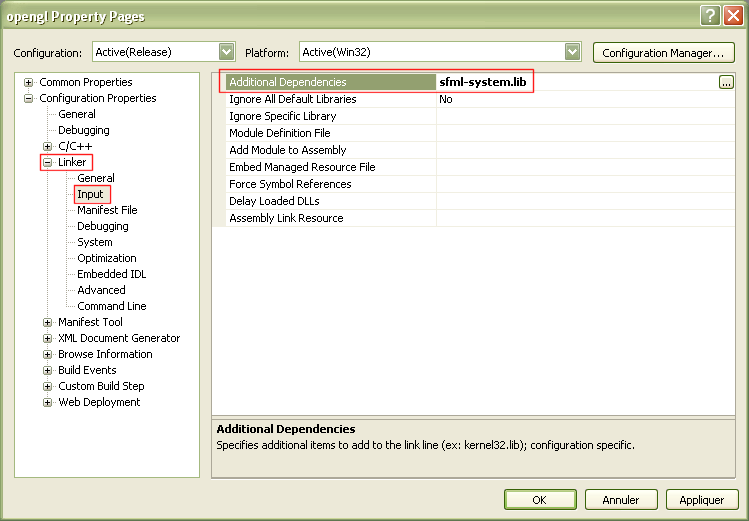 opengl Property Pages
Configuration: Active(Release) Platform: Active(Win32) Configuration Manager...
Common Properties
Configuration Properties
General
Debugging
C/C++
Linker
General
Input
Manifest File
Debugging
System
Optimization
Embedded IDL
Advanced
Command Line
Manifest Tool
XML Document Generator
Browse Information
Build Events
Custom Build Step
Web Deployment
Additional Dependencies sfml-system.lib ...
Ignore All Default Libraries No
Ignore Specific Library
Module Definition File
Add Module to Assembly
Embed Managed Resource File
Force Symbol References
Delay Loaded DLLs
Assembly Link Resource
Additional Dependencies
Specifies additional items to add to the link line (ex: kernel32.lib); configuration specific.
OK Annuler Appliquer